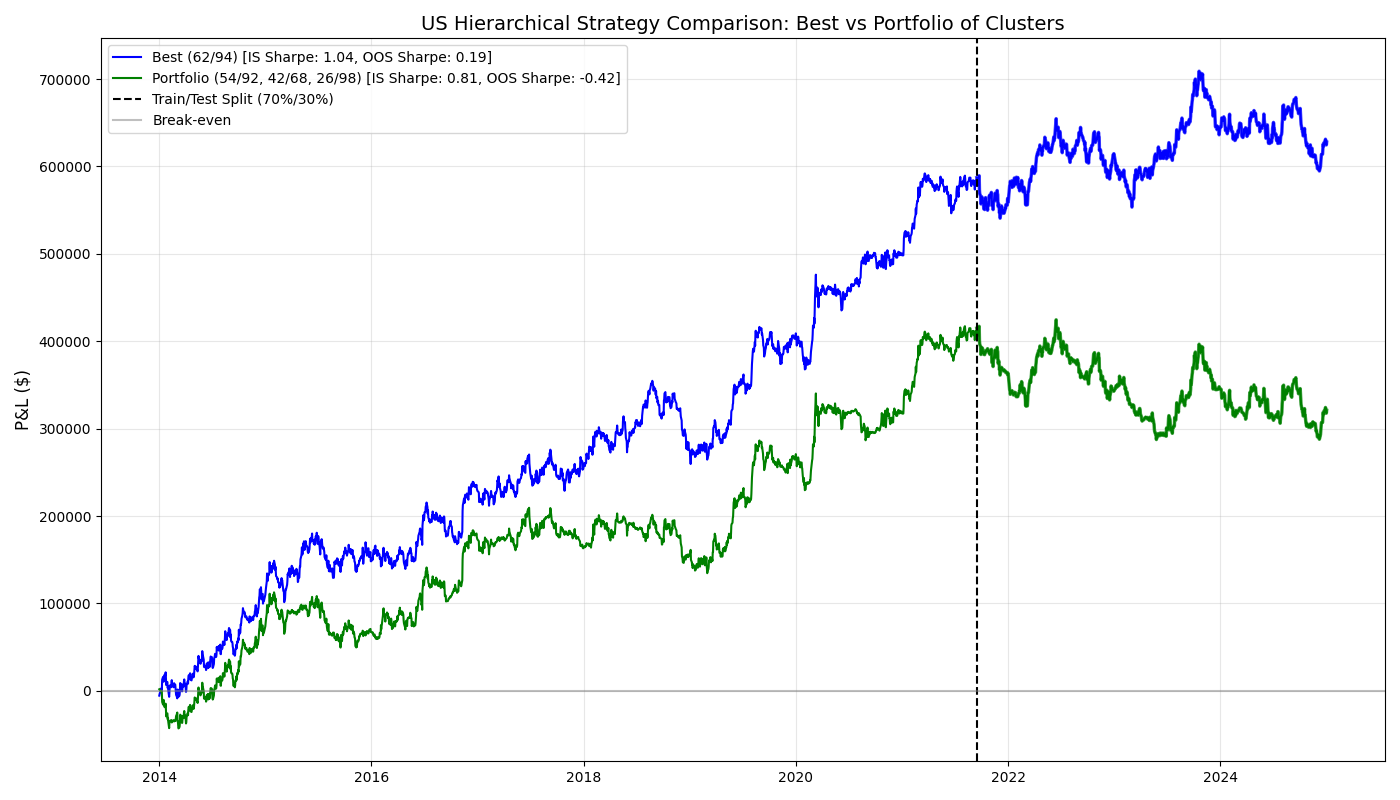 US Hierarchical Strategy Comparison: Best vs Portfolio of Clusters
Best (62/94) [IS Sharpe: 1.04, OOS Sharpe: 0.19]
Portfolio (54/92, 42/68, 26/98) [IS Sharpe: 0.81, OOS Sharpe: -0.42]
Train/Test Split (70%/30%)
Break-even
P&L ($)
700000
600000
500000
400000
300000
200000
100000
0
2014 2016 2018 2020 2022 2024